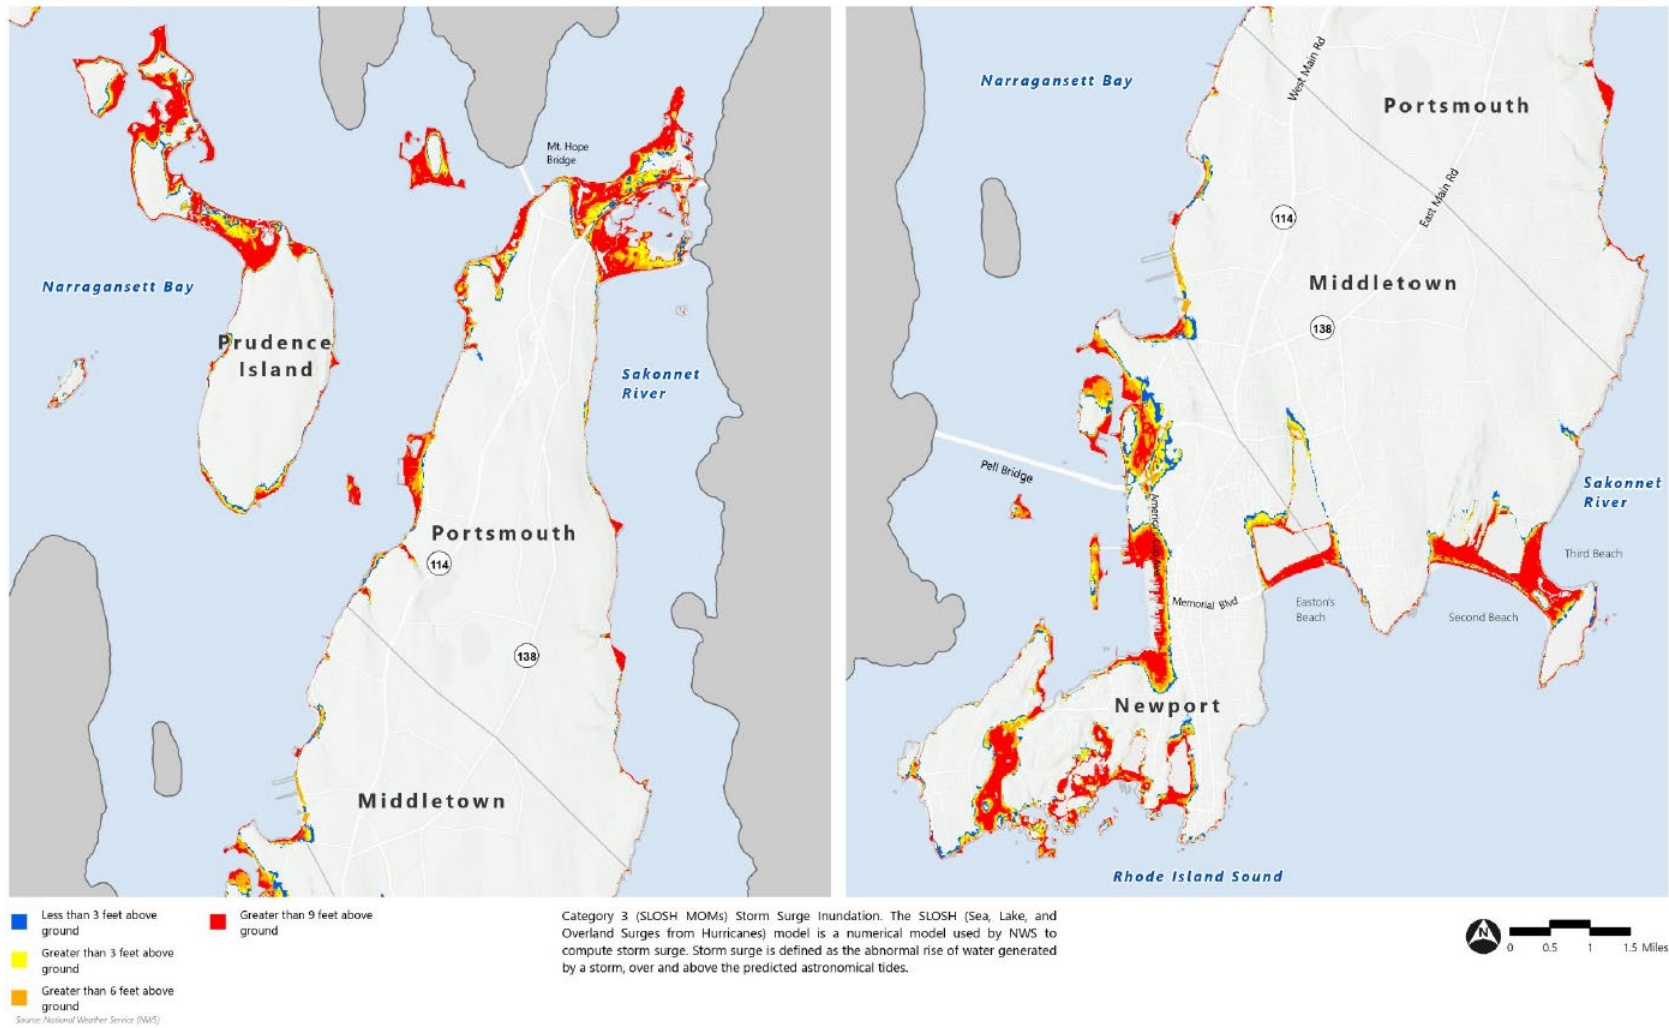 Mt. Hope
Bridge
Narragansett Bay
Prudence
Island
Sakonnet
River
Portsmouth
114
138
Middletown
Narragansett Bay
West Main Rd
Portsmouth
East Main Rd
114
Middletown
138
Pell Bridge
America's Cup Ave
Sakonnet
River
Third Beach
Memorial Blvd
Easton's
Beach
Second Beach
Newport
Rhode Island Sound
Less than 3 feet above
ground
Greater than 3 feet above
ground
Greater than 6 feet above
ground
Greater than 9 feet above
ground
Source: National Weather Service (NWS)
Category 3 (SLOSH MOMs) Storm Surge Inundation. The SLOSH (Sea, Lake, and
Overland Surges from Hurricanes) model is a numerical model used by NWS to
compute storm surge. Storm surge is defined as the abnormal rise of water generated
by a storm, over and above the predicted astronomical tides.
N
0 0.5 1 1.5 Miles